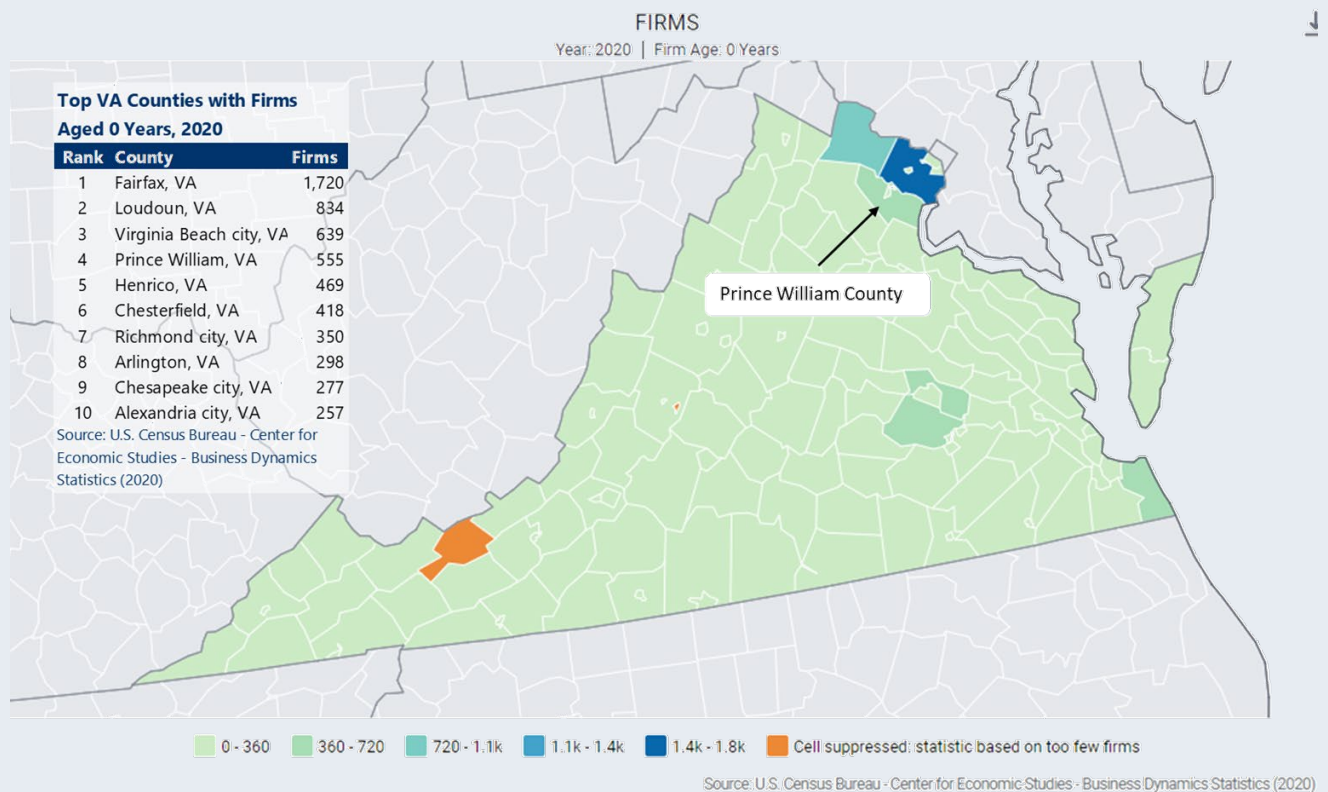 FIRMS
Year: 2020 | Firm Age: 0 Years
Top VA Counties with Firms
Aged 0 Years, 2020
Rank County Firms
1 Fairfax, VA 1,720
2 Loudoun, VA 834
3 Virginia Beach city, VA 639
4 Prince William, VA 555
5 Henrico, VA 469
6 Chesterfield, VA 418
7 Richmond city, VA 350
8 Arlington, VA 298
9 Chesapeake city, VA 277
10 Alexandria city, VA 257
Source: U.S. Census Bureau - Center for
Economic Studies - Business Dynamics
Statistics (2020)
Prince William County
0 - 360 360 - 720 720 - 1.1k 1.1k - 1.4k 1.4k - 1.8k Cell suppressed: statistic based on too few firms
Source: U.S. Census Bureau - Center for Economic Studies - Business Dynamics Statistics (2020)